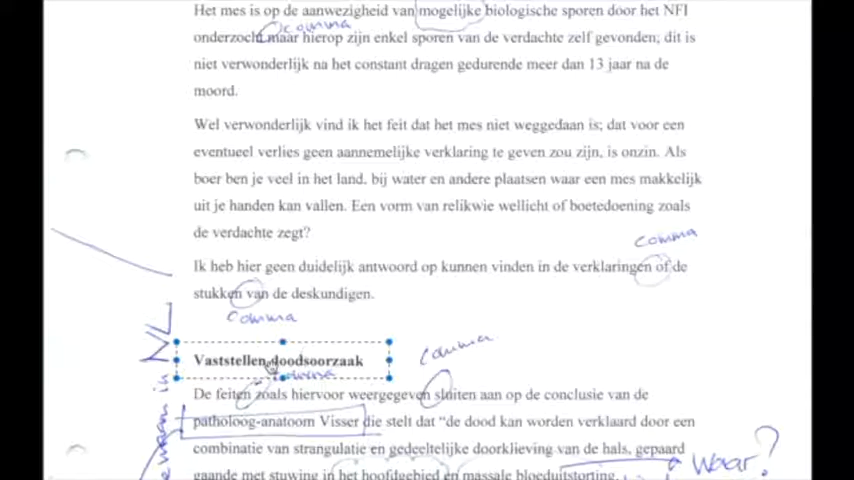 Het mes is op de aanwezigheid van mogelijke biologische sporen door het NFI
comma
onderzocht maar hierop zijn enkel sporen van de verdachte zelf gevonden; dit is
niet verwonderlijk na het constant dragen gedurende meer dan 13 jaar na de
moord.
Wel verwonderlijk vind ik het feit dat het mes niet weggedaan is; dat voor een
eventueel verlies geen aannemelijke verklaring te geven zou zijn, is onzin. Als
boer ben je veel in het land, bij water en andere plaatsen waar een mes makkelijk
uit je handen kan vallen. Een vorm van relikwie wellicht of boetedoening zoals
de verdachte zegt?
comma
Ik heb hier geen duidelijk antwoord op kunnen vinden in de verklaringen of de
stukken van de deskundigen.
comma
comma
Vaststellen doodsoorzaak
comma
De feiten zoals hiervoor weergegeven sluiten aan op de conclusie van de
patholoog-anatoom Visser die stelt dat “de dood kan worden verklaard door een
combinatie van strangulatie en gedeeltelijke doorklieving van de hals, gepaard
gaande met stuwing in het hoofdgebied en massale bloeduitstorting.
waar?
in NL